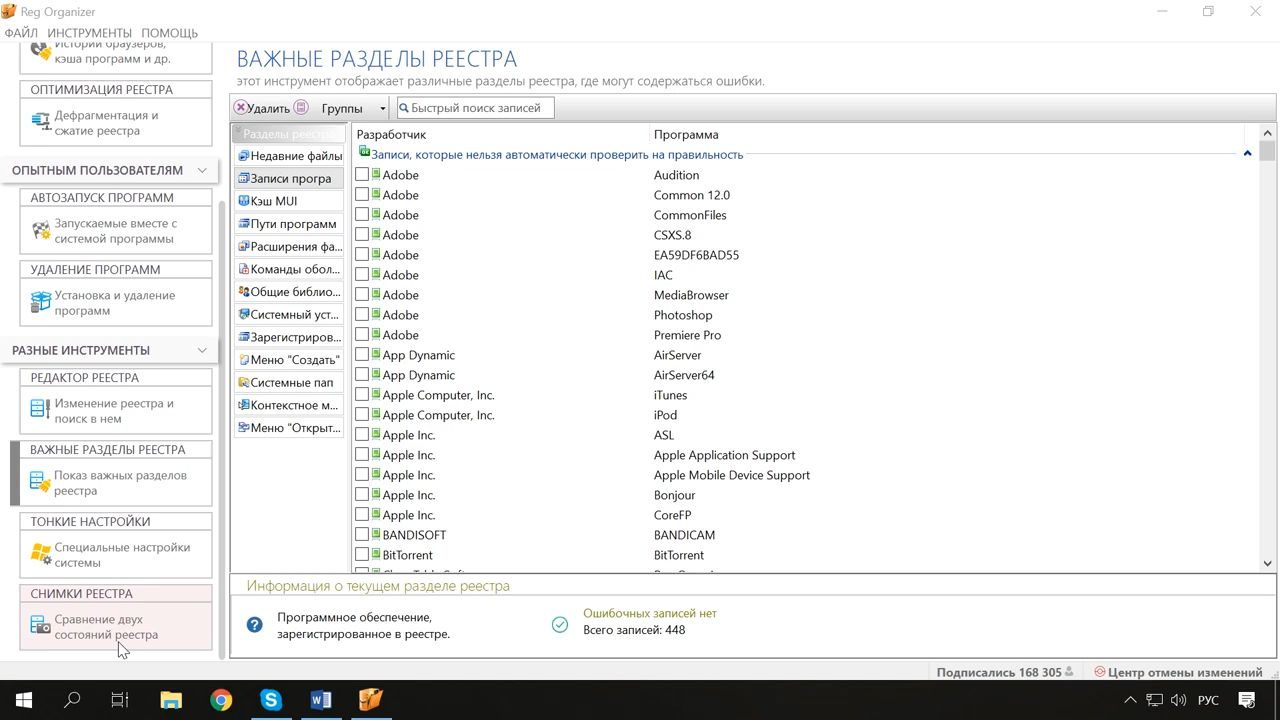 Reg Organizer
ФАЙЛ ИНСТРУМЕНТЫ ПОМОЩЬ
Истории браузеров,
кэша программ и др.
ОПТИМИЗАЦИЯ РЕЕСТРА
Дефрагментация и
сжатие реестра
ОПЫТНЫМ ПОЛЬЗОВАТЕЛЯМ
АВТОЗАПУСК ПРОГРАММ
Запускаемые вместе с
системой программы
УДАЛЕНИЕ ПРОГРАММ
Установка и удаление
программ
РАЗНЫЕ ИНСТРУМЕНТЫ
РЕДАКТОР РЕЕСТРА
Изменение реестра и
поиск в нем
ВАЖНЫЕ РАЗДЕЛЫ РЕЕСТРА
Показ важных разделов
реестра
ТОНКИЕ НАСТРОЙКИ
Специальные настройки
системы
СНИМКИ РЕЕСТРА
Сравнение двух
состояний реестра
ВАЖНЫЕ РАЗДЕЛЫ РЕЕСТРА
этот инструмент отображает различные разделы реестра, где могут содержаться ошибки.
Удалить Группы Быстрый поиск записей
Разделы реестра
Недавние файлы
Записи програ
Кэш MUI
Пути программ
Расширения фа...
Команды обол...
Общие библио...
Системный уст...
Зарегистриров...
Меню "Создать"
Системные пап
Контекстное м...
Меню "Открыт...
Разработчик Программа
Записи, которые нельзя автоматически проверить на правильность
Adobe Audition
Adobe Common 12.0
Adobe CommonFiles
Adobe CSXS.8
Adobe EA59DF6BAD55
Adobe IAC
Adobe MediaBrowser
Adobe Photoshop
Adobe Premiere Pro
App Dynamic AirServer
App Dynamic AirServer64
Apple Computer, Inc. iTunes
Apple Computer, Inc. iPod
Apple Inc. ASL
Apple Inc. Apple Application Support
Apple Inc. Apple Mobile Device Support
Apple Inc. Bonjour
Apple Inc. CoreFP
BANDISOFT BANDICAM
BitTorrent BitTorrent
Информация о текущем разделе реестра
Программное обеспечение,
зарегистрированное в реестре.
Ошибочных записей нет
Всего записей: 448
Подписались 168 305 Центр отмены изменений
РУС